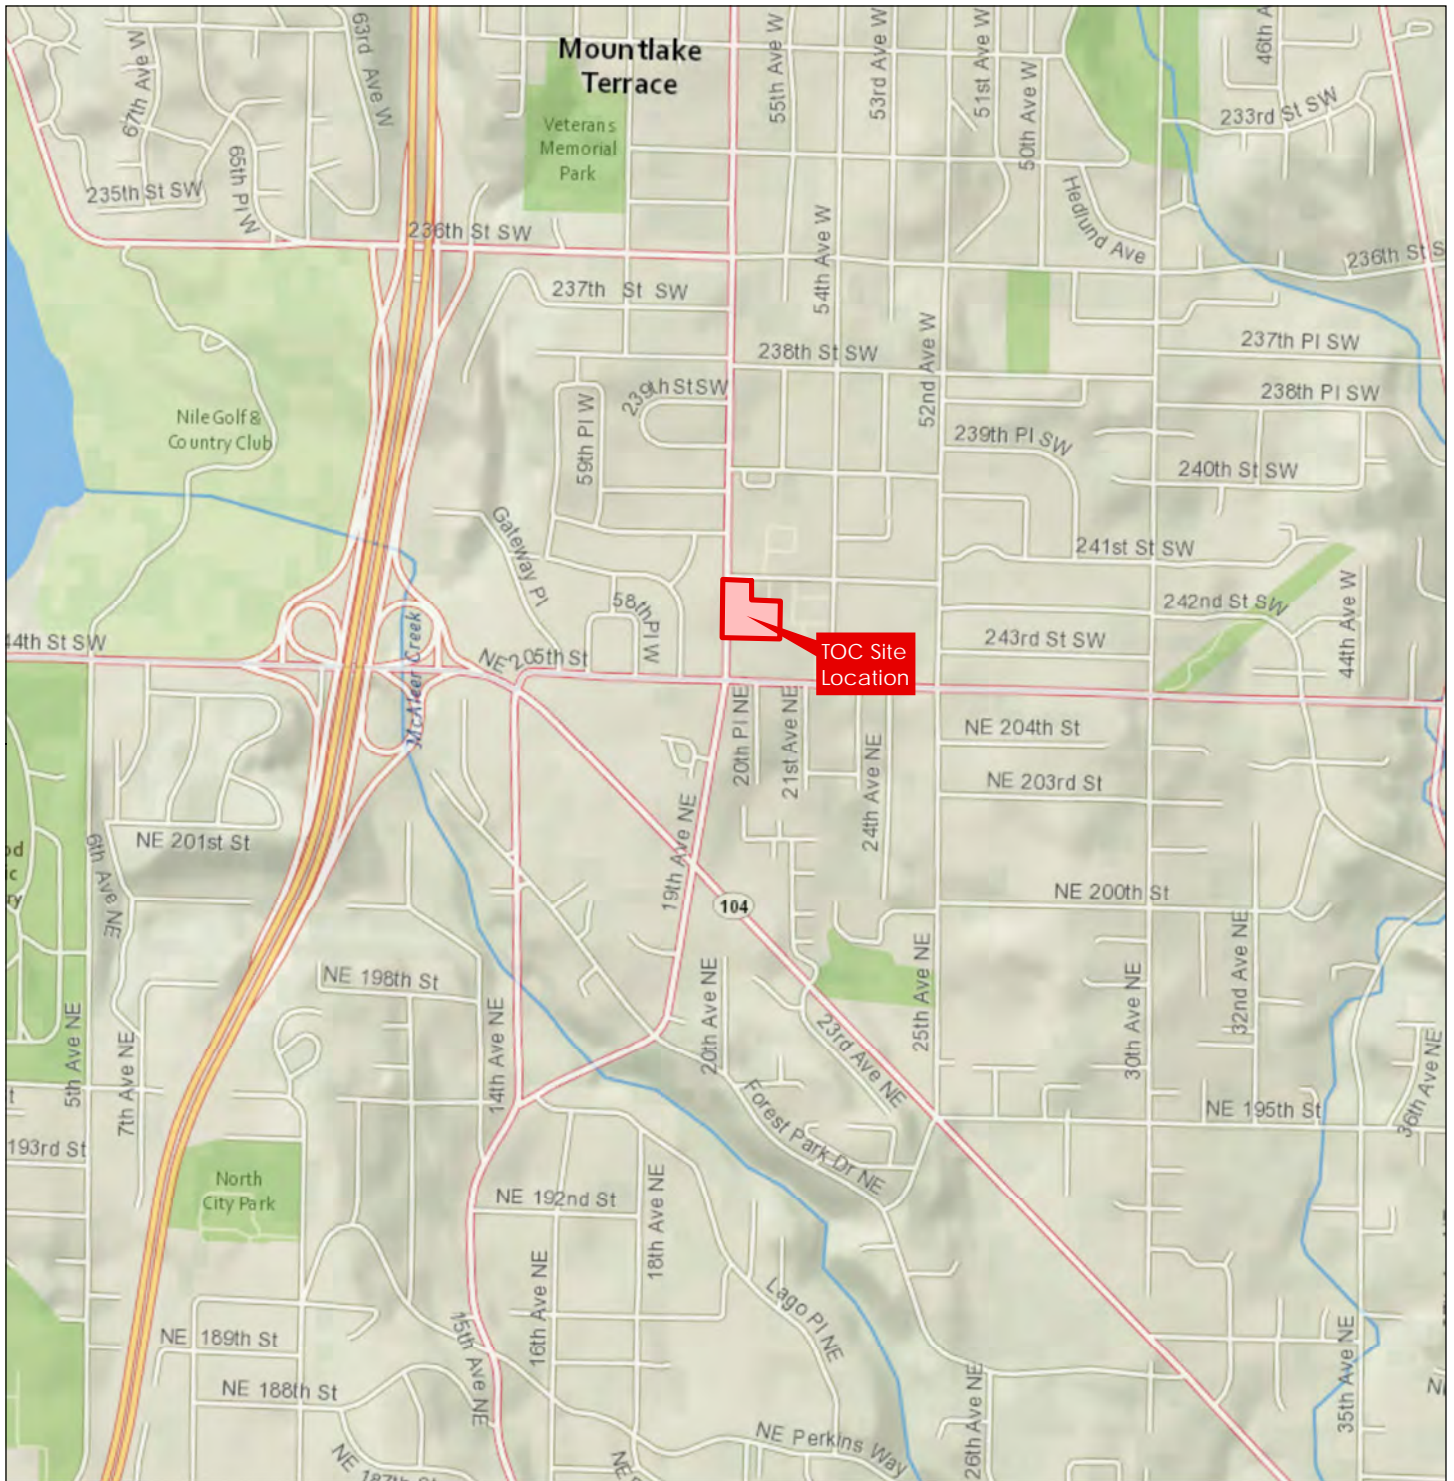 Mountlake
Terrace
63rd Ave W
67th Ave W
55th Ave W
53rd Ave W
51st Ave W
50th Ave W
46th A
233rd St SW
Veterans
Memorial
Park
65th Pl W
235th St SW
236th St SW
54th Ave W
Hedlund Ave
236th St S
237th St SW
237th Pl SW
238th St SW
52nd Ave W
238th Pl SW
239th St SW
Nile Golf &
Country Club
59th Pl W
239th Pl SW
240th St SW
Gateway Pl
241st St SW
58th Pl W
242nd St SW
44th Ave W
44th St SW
McAleer Creek
NE 205th St
243rd St SW
TOC Site
Location
20th Pl NE
21st Ave NE
24th Ave NE
NE 204th St
NE 203rd St
NE 201st St
6th Ave NE
od
ic
ry
19th Ave NE
104
NE 200th St
32nd Ave NE
NE 198th St
14th Ave NE
20th Ave NE
25th Ave NE
30th Ave NE
5th Ave NE
7th Ave NE
23rd Ave NE
36th Ave NE
t
NE 195th St
Forest Park Dr NE
193rd St
North
City Park
NE 192nd St
18th Ave NE
16th Ave NE
Lago Pl NE
15th Ave NE
NE 189th St
35th Ave NE
NE 188th St
26th Ave NE
NE Perkins Way
NE 187th St